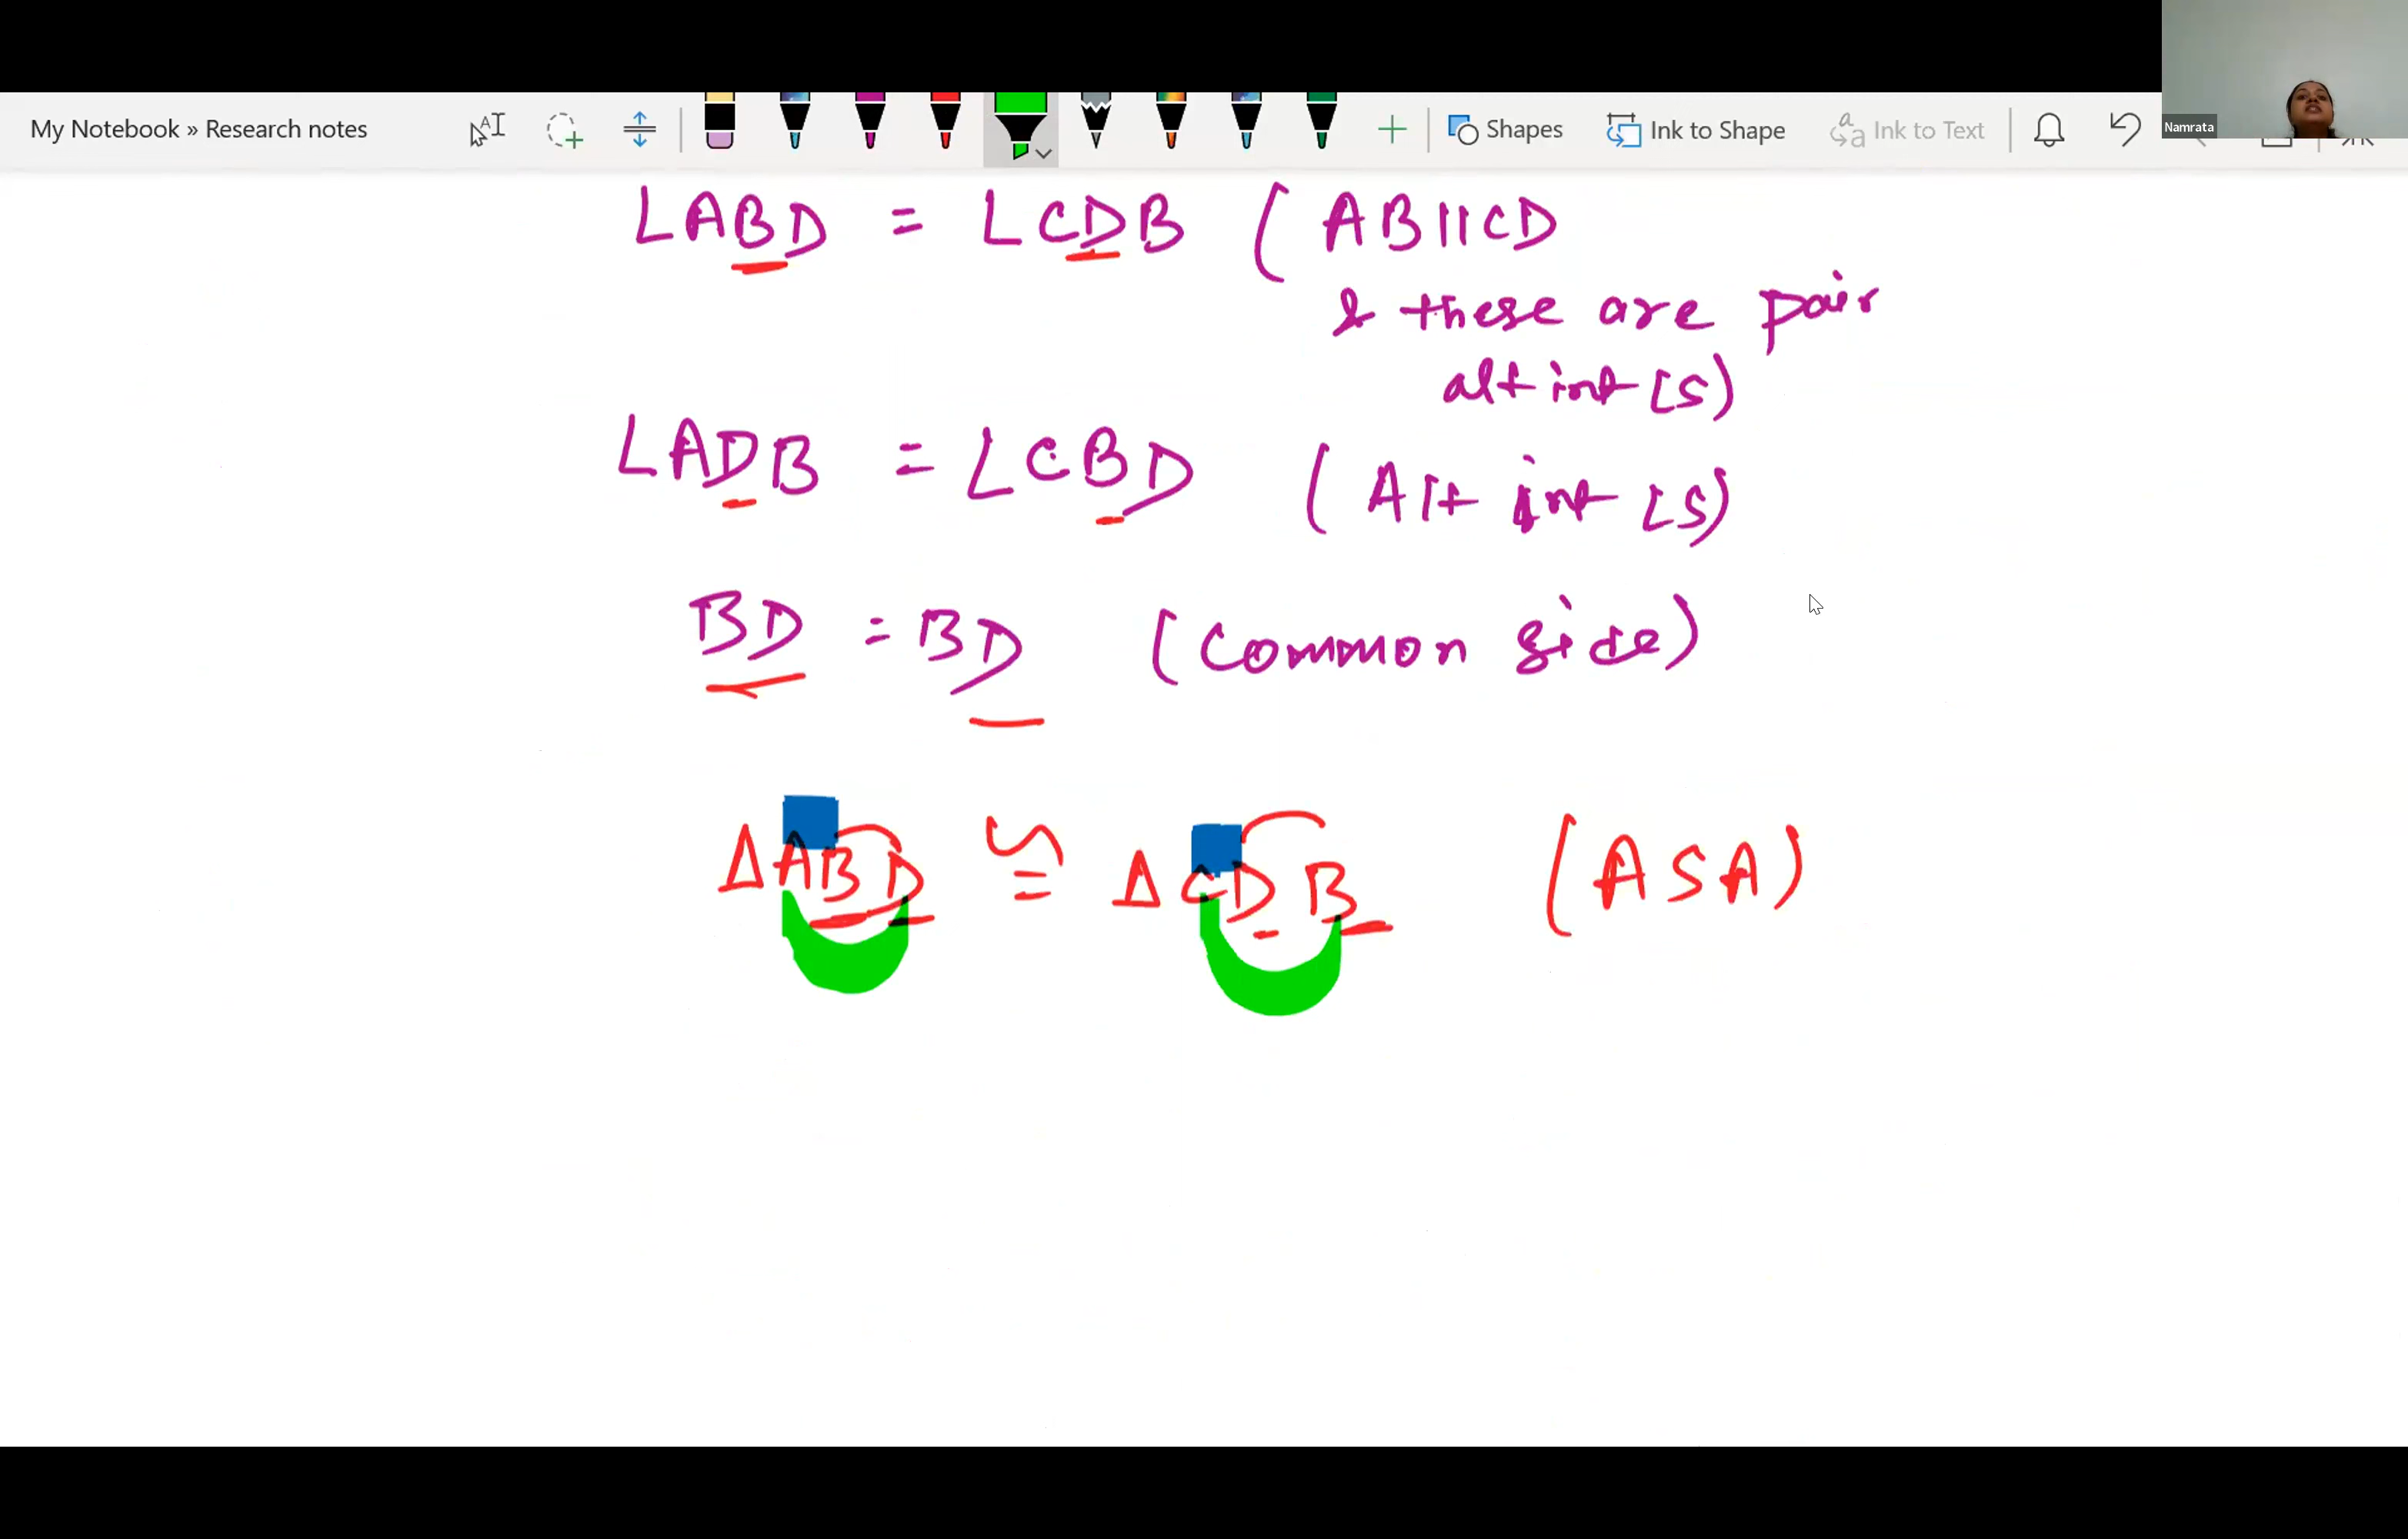 My Notebook » Research notes
Shapes
Ink to Shape
Ink to Text
Namrata
∠ABD = ∠CDB ( AB||CD
& these are pair
alt int ∠s)
∠ADB = ∠CBD ( Alt int ∠s)
BD = BD (Common side)
ΔABD ≅ ΔCDB (ASA)